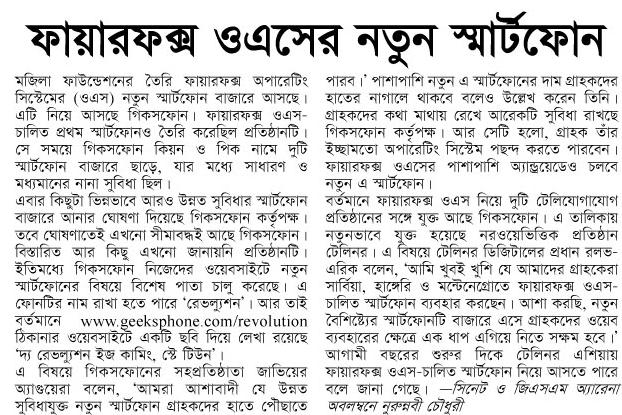 ফায়ারফক্স ওএসের নতুন স্মার্টফোন
মজিলা ফাউন্ডেশনের তৈরি ফায়ারফক্স অপারেটিং
সিস্টেমের (ওএস) নতুন স্মার্টফোন বাজারে আসছে।
এটি নিয়ে আসছে গিকসফোন। ফায়ারফক্স ওএস-
চালিত প্রথম স্মার্টফোনও তৈরি করেছিল প্রতিষ্ঠানটি।
সে সময়ে গিকসফোন কিয়ন ও পিক নামে দুটি
স্মার্টফোন বাজারে ছাড়ে, যার মধ্যে সাধারণ ও
মধ্যমানের নানা সুবিধা ছিল।
এবার কিছুটা ভিন্নভাবে আরও উন্নত সুবিধার স্মার্টফোন
বাজারে আনার ঘোষণা দিয়েছে গিকসফোন কর্তৃপক্ষ।
তবে ঘোষণাতেই এখনো সীমাবদ্ধই আছে গিকসফোন।
বিস্তারিত আর কিছু এখনো জানায়নি প্রতিষ্ঠানটি।
ইতিমধ্যে গিকসফোন নিজেদের ওয়েবসাইটে নতুন
স্মার্টফোনের বিষয়ে বিশেষ পাতা চালু করেছে। এ
ফোনটির নাম রাখা হতে পারে ‘রেভল্যুশন’। আর তাই
বর্তমানে www.geeksphone.com/revolution
ঠিকানার ওয়েবসাইটে একটি ছবি দিয়ে লেখা রয়েছে
‘দ্য রেভল্যুশন ইজ কামিং, স্টে টিউন’।
এ বিষয়ে গিকসফোনের সহপ্রতিষ্ঠাতা জাভিয়ের
অ্যাগুয়েরা বলেন, ‘আমরা আশাবাদী যে উন্নত
সুবিধাযুক্ত নতুন স্মার্টফোন গ্রাহকদের হাতে পৌছাতে
পারব।’ পাশাপাশি নতুন এ স্মার্টফোনের দাম গ্রাহকদের
হাতের নাগালে থাকবে বলেও উল্লেখ করেন তিনি।
গ্রাহকদের কথা মাথায় রেখে আরেকটি সুবিধা রাখছে
গিকসফোন কর্তৃপক্ষ। আর সেটি হলো, গ্রাহক তাঁর
ইচ্ছামতো অপারেটিং সিস্টেম পছন্দ করতে পারবেন।
ফায়ারফক্স ওএসের পাশাপাশি অ্যান্ড্রয়েডেও চলবে
নতুন এ স্মার্টফোন।
বর্তমানে ফায়ারফক্স ওএস নিয়ে দুটি টেলিযোগাযোগ
প্রতিষ্ঠানের সঙ্গে যুক্ত আছে গিকসফোন। এ তালিকায়
নতুনভাবে যুক্ত হয়েছে নরওয়েভিত্তিক প্রতিষ্ঠান
টেলিনর। এ বিষয়ে টেলিনর ডিজিটালের প্রধান রলভ-
এরিক বলেন, ‘আমি খুবই খুশি যে আমাদের গ্রাহকেরা
সার্বিয়া, হাঙ্গেরি ও মন্টেনেগ্রোতে ফায়ারফক্স ওএস-
চালিত স্মার্টফোন ব্যবহার করছেন। আশা করছি, নতুন
বৈশিষ্ট্যের স্মার্টফোনটি বাজারে এসে গ্রাহকদের ওয়েব
ব্যবহারের ক্ষেত্রে এক ধাপ এগিয়ে নিতে সক্ষম হবে।’
আগামী বছরের শুরুর দিকে টেলিনর এশিয়ায়
ফায়ারফক্স ওএস-চালিত স্মার্টফোন নিয়ে আসতে পারে
বলে জানা গেছে। —সিনেট ও জিএসএম অ্যারেনা
অবলম্বনে নুরুন্নবী চৌধুরী